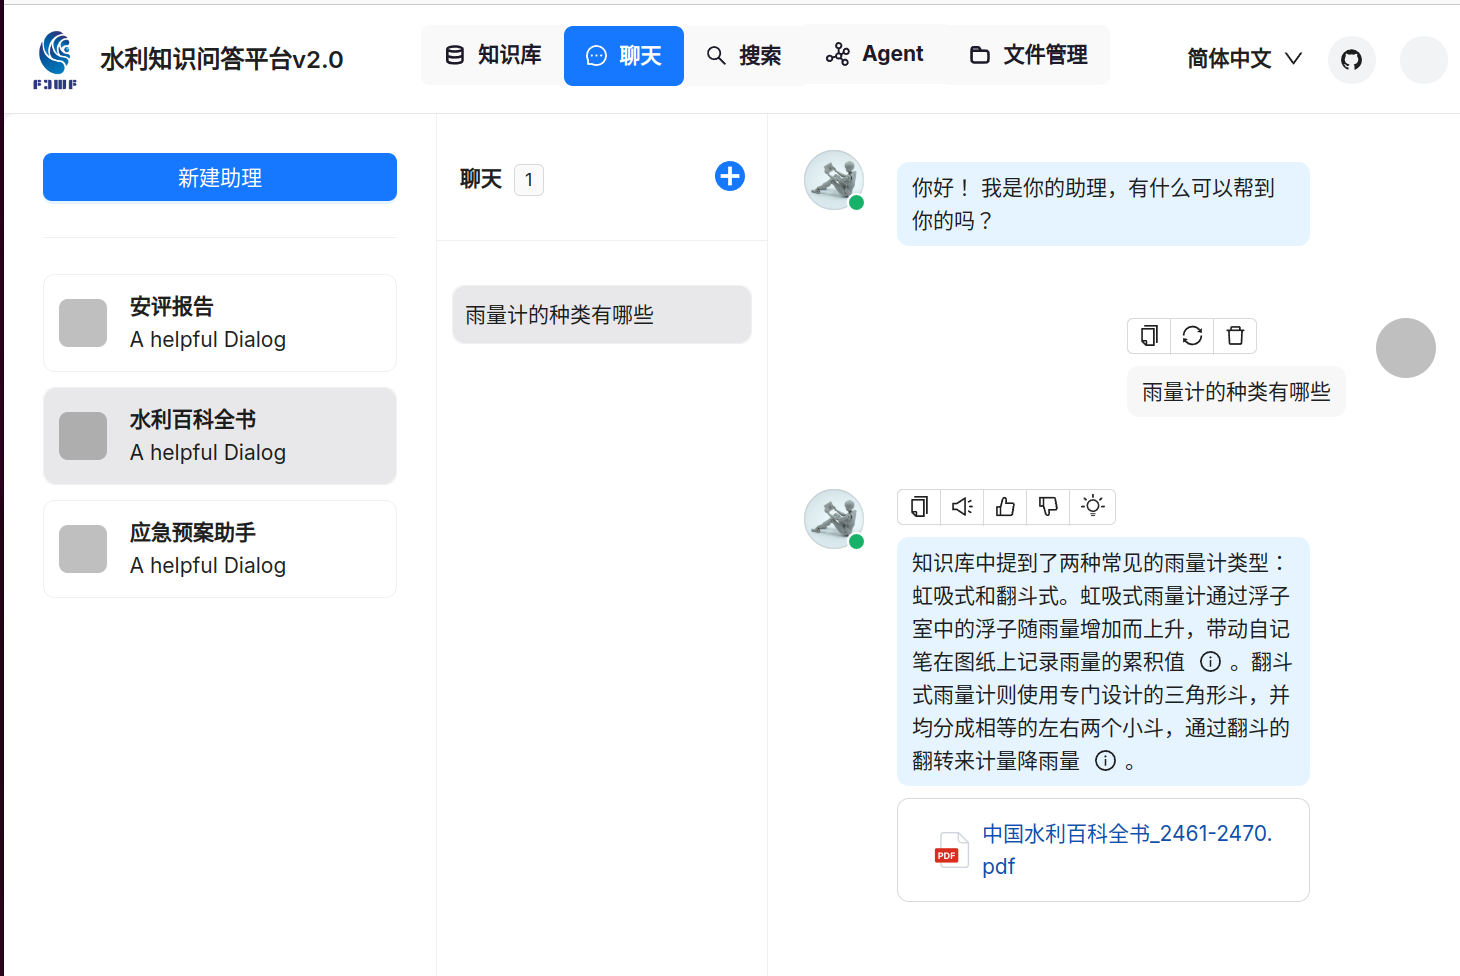 水利知识问答平台v2.0
知识库
聊天
搜索
Agent
文件管理
简体中文
新建助理
安评报告
A helpful Dialog
水利百科全书
A helpful Dialog
应急预案助手
A helpful Dialog
聊天 1
雨量计的种类有哪些
你好！ 我是你的助理，有什么可以帮到
你的吗？
雨量计的种类有哪些
知识库中提到了两种常见的雨量计类型：
虹吸式和翻斗式。虹吸式雨量计通过浮子
室中的浮子随雨量增加而上升，带动自记
笔在图纸上记录雨量的累积值 。翻斗
式雨量计则使用专门设计的三角形斗，并
均分成相等的左右两个小斗，通过翻斗的
翻转来计量降雨量 。
PDF
中国水利百科全书_2461-2470.
pdf